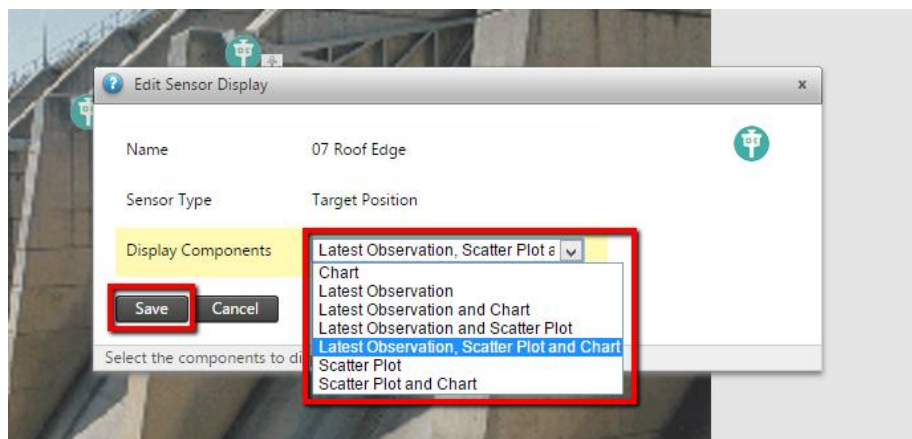 Edit Sensor Display
x
Name 07 Roof Edge
Sensor Type Target Position
Display Components Latest Observation, Scatter Plot a
Chart
Latest Observation
Latest Observation and Chart
Latest Observation and Scatter Plot
Latest Observation, Scatter Plot and Chart
Scatter Plot
Scatter Plot and Chart
Save Cancel
Select the components to di